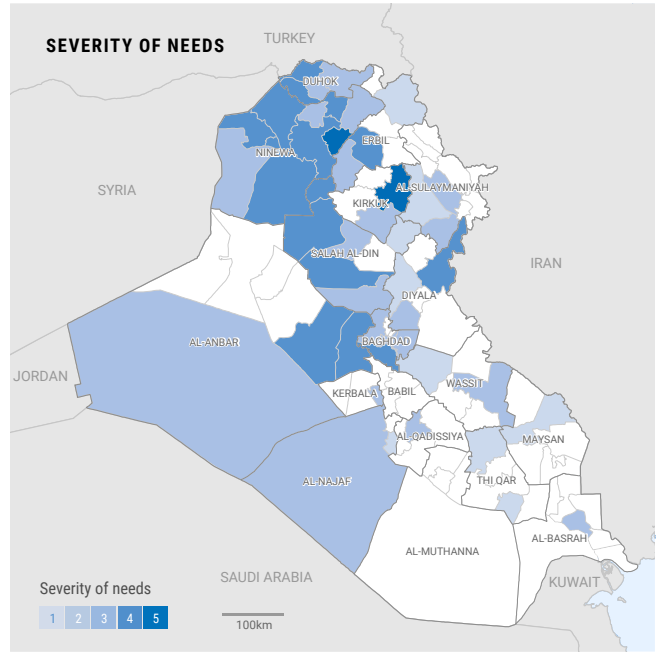 SEVERITY OF NEEDS
TURKEY
DUHOK
ERBIL
NINEWA
SYRIA
AL-SULAYMANIYAH
KIRKUK
SALAH AL-DIN
IRAN
DIYALA
AL-ANBAR
BAGHDAD
JORDAN
WASSIT
KERBALA
BABIL
AL-QADISSIYA
MAYSAN
AL-NAJAF
THI QAR
AL-BASRAH
AL-MUTHANNA
SAUDI ARABIA
KUWAIT
Severity of needs
1 2 3 4 5
100km